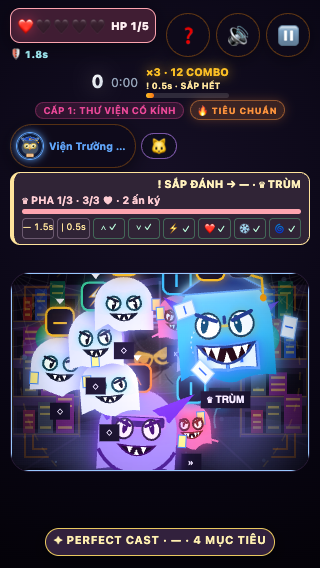 HP 1/5
1.8s
0 0:00
×3 · 12 COMBO
! 0.5s · SẮP HẾT
CẤP 1: THƯ VIỆN CỔ KÍNH
TIÊU CHUẨN
Viện Trưởng ...
! SẮP ĐÁNH → — · ♛ TRÙM
♛ PHA 1/3 · 3/3 ♥ · 2 ấn ký
— 1.5s
| 0.5s
^ ✓
v ✓
⚡ ✓
❤️ ✓
❄️ ✓
🌀 ✓
♛ TRÙM
»
✦ PERFECT CAST · — · 4 MỤC TIÊU